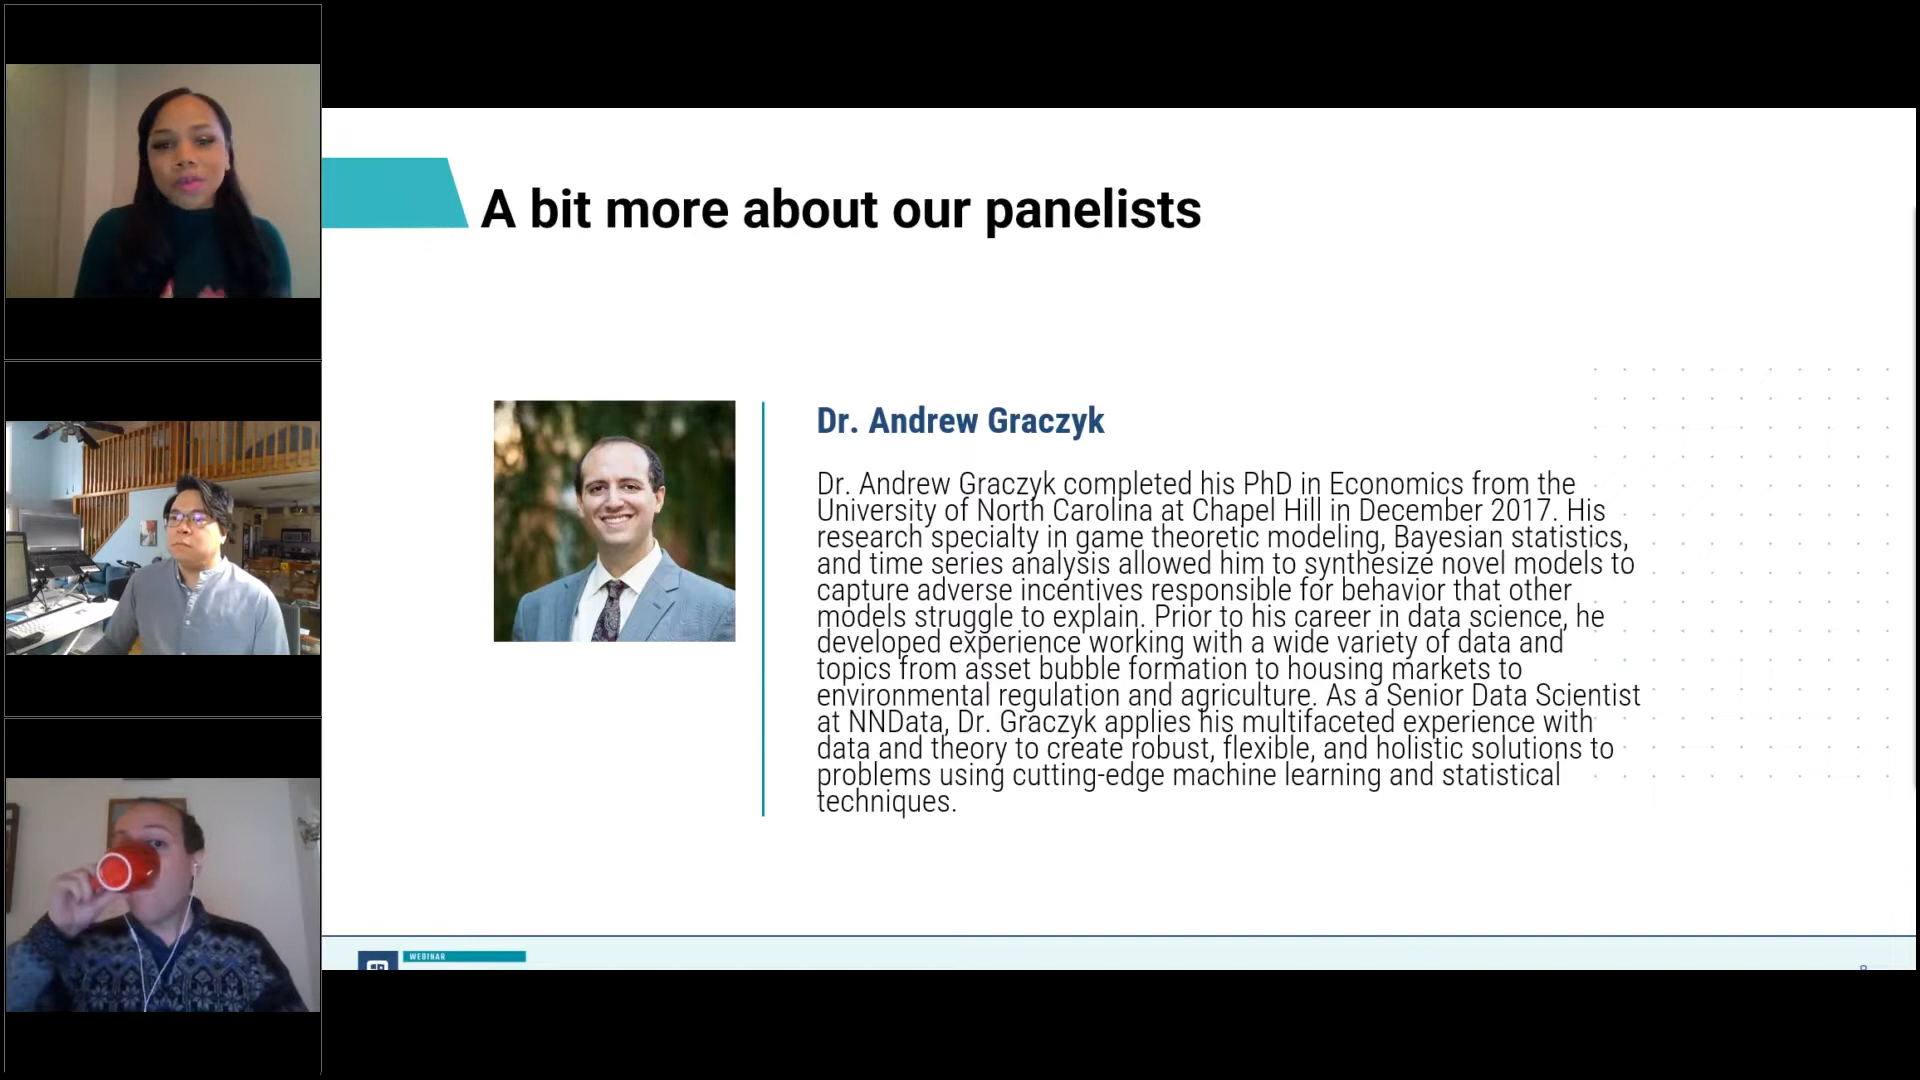 A bit more about our panelists
Dr. Andrew Graczyk
Dr. Andrew Graczyk completed his PhD in Economics from the
University of North Carolina at Chapel Hill in December 2017. His
research specialty in game theoretic modeling, Bayesian statistics,
and time series analysis allowed him to synthesize novel models to
capture adverse incentives responsible for behavior that other
models struggle to explain. Prior to his career in data science, he
developed experience working with a wide variety of data and
topics from asset bubble formation to housing markets to
environmental regulation and agriculture. As a Senior Data Scientist
at NNData, Dr. Graczyk applies his multifaceted experience with
data and theory to create robust, flexible, and holistic solutions to
problems using cutting-edge machine learning and statistical
techniques.
WEBINAR